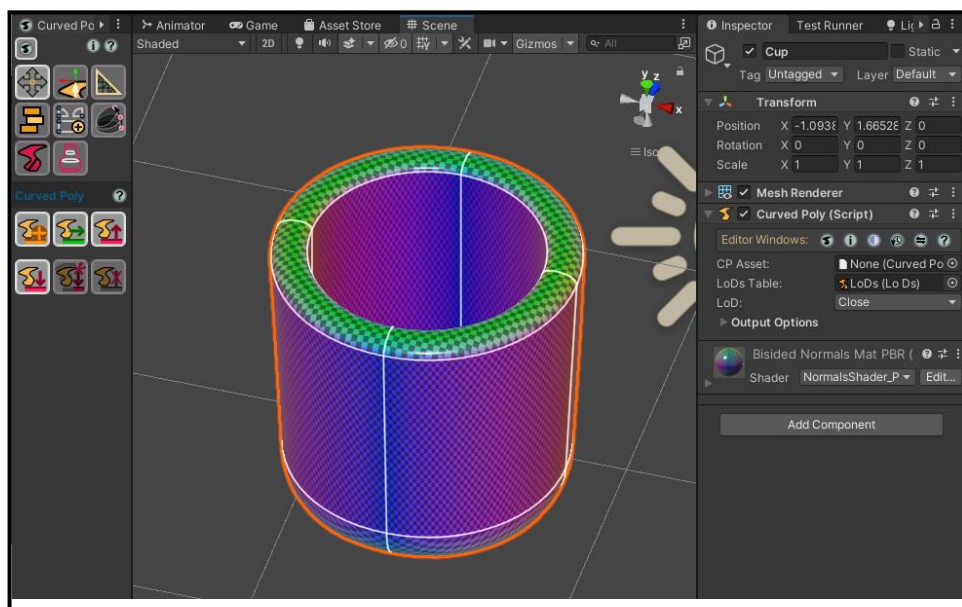 Curved Po
Animator
Game
Asset Store
Scene
Shaded
2D
0
Gizmos
All
y
z
x
Iso
Curved Poly
Inspector
Test Runner
Cup
Static
Tag Untagged
Layer Default
Transform
Position X -1.0938 Y 1.66528 Z 0
Rotation X 0 Y 0 Z 0
Scale X 1 Y 1 Z 1
Mesh Renderer
Curved Poly (Script)
Editor Windows:
CP Asset: None (Curved Po
LoDs Table: LoDs (Lo Ds)
LoD: Close
Output Options
Bisided Normals Mat PBR (
Shader NormalsShader_P Edit...
Add Component